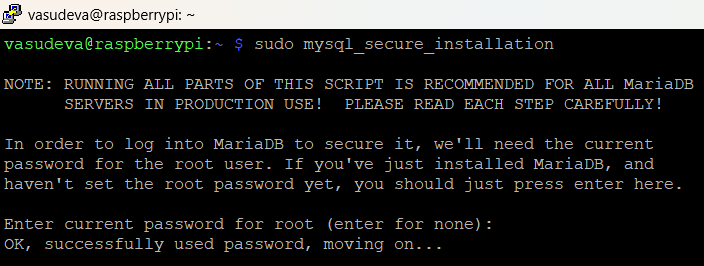 vasudeva@raspberrypi: ~
vasudeva@raspberrypi:~ $ sudo mysql_secure_installation
NOTE: RUNNING ALL PARTS OF THIS SCRIPT IS RECOMMENDED FOR ALL MariaDB
SERVERS IN PRODUCTION USE!  PLEASE READ EACH STEP CAREFULLY!
In order to log into MariaDB to secure it, we'll need the current
password for the root user. If you've just installed MariaDB, and
haven't set the root password yet, you should just press enter here.
Enter current password for root (enter for none):
OK, successfully used password, moving on...